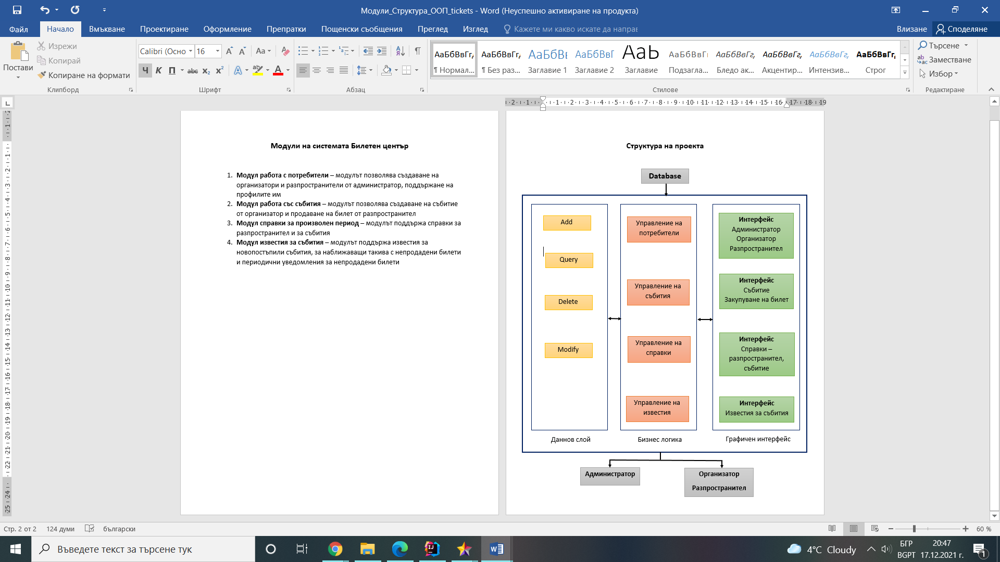 Модули_Структура_ООП_tickets - Word (Неуспешно активиране на продукта)
Файл
Начало
Вмъкване
Проектиране
Оформление
Препратки
Пощенски съобщения
Преглед
Изглед
Кажете ми какво искате да направ
Влизане
Споделяне
Постави
Изрежи
Копирай
Копиране на формати
Клипборд
Calibri (Осно
16
Шрифт
Абзац
АаБбВвГг,
¶ Нормал...
АаБбВвГг,
¶ Без раз...
АаБбВ
Заглавие 1
АаБбВвГ
Заглавие 2
АаЬ
Заглавие
АаБбВвГ
Подзагла...
АаБбВвГг,
Бледо ак...
АаБбВвГг,
Акцентир...
АаБбВвГг,
Интензив...
АаБбВвГг,
Строг
Стилове
Търсене
Заместване
Избор
Редактиране
Модули на системата Билетен център
1. Модул работа с потребители – модулът позволява създаване на
организатори и разпространители от администратор, поддържане на
профилите им
2. Модул работа със събития – модулът позволява създаване на събитие
от организатор и продаване на билет от разпространител
3. Модул справки за произволен период – модулът поддържа справки за
разпространител и за събития
4. Модул известия за събития – модулът поддържа известия за
новопостъпили събития, за наближаващи такива с непродадени билети
и периодични уведомления за непродадени билети
Структура на проекта
Database
Add
Query
Delete
Modify
Даннов слой
Управление на
потребители
Управление на
събития
Управление на
справки
Управление на
известия
Бизнес логика
Интерфейс
Администратор
Организатор
Разпространител
Интерфейс
Събитие
Закупуване на билет
Интерфейс
Справки –
разпространител,
събитие
Интерфейс
Известия за събития
Графичен интерфейс
Администратор
Организатор
Разпространител
Стр. 2 от 2
124 думи
български
60 %
Въведете текст за търсене тук
4°C Cloudy
БГР
BGPT
20:47
17.12.2021 г.
1